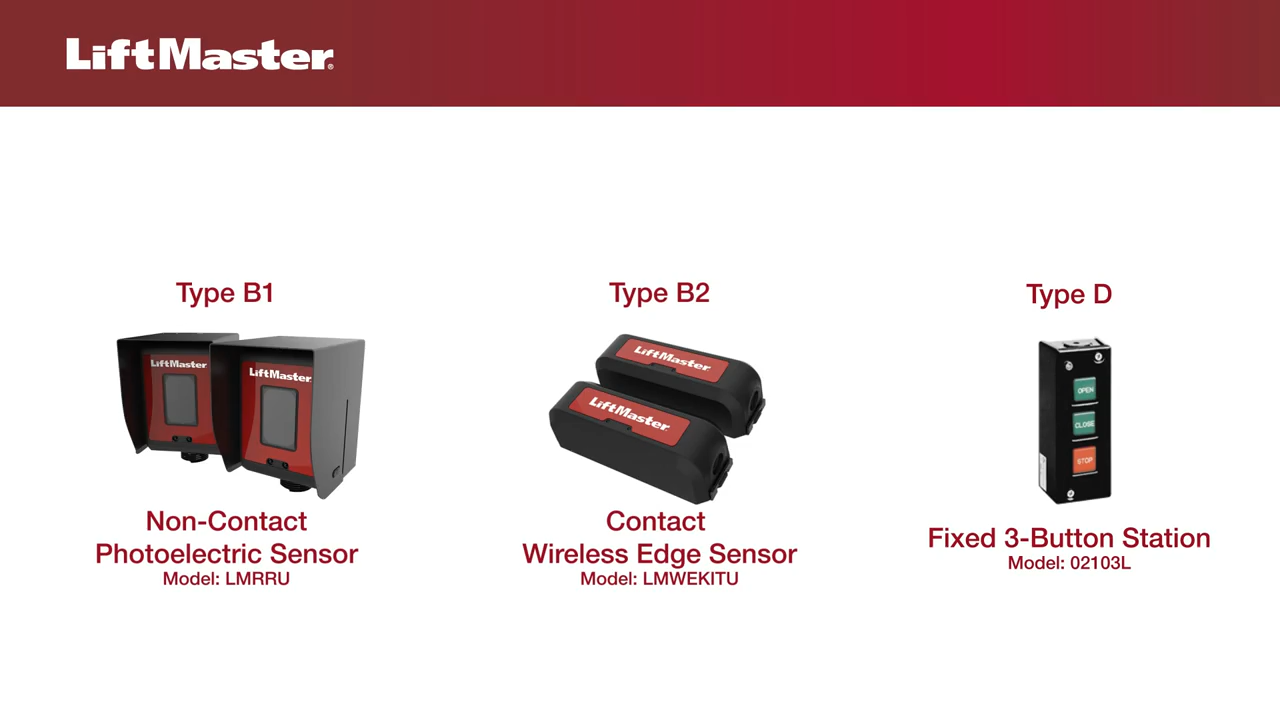 LiftMaster®
Type B1
Type B2
Type D
LiftMaster
LiftMaster
LiftMaster
LiftMaster
OPEN
CLOSE
STOP
Non-Contact
Photoelectric Sensor
Model: LMRRU
Contact
Wireless Edge Sensor
Model: LMWEKITU
Fixed 3-Button Station
Model: 02103L